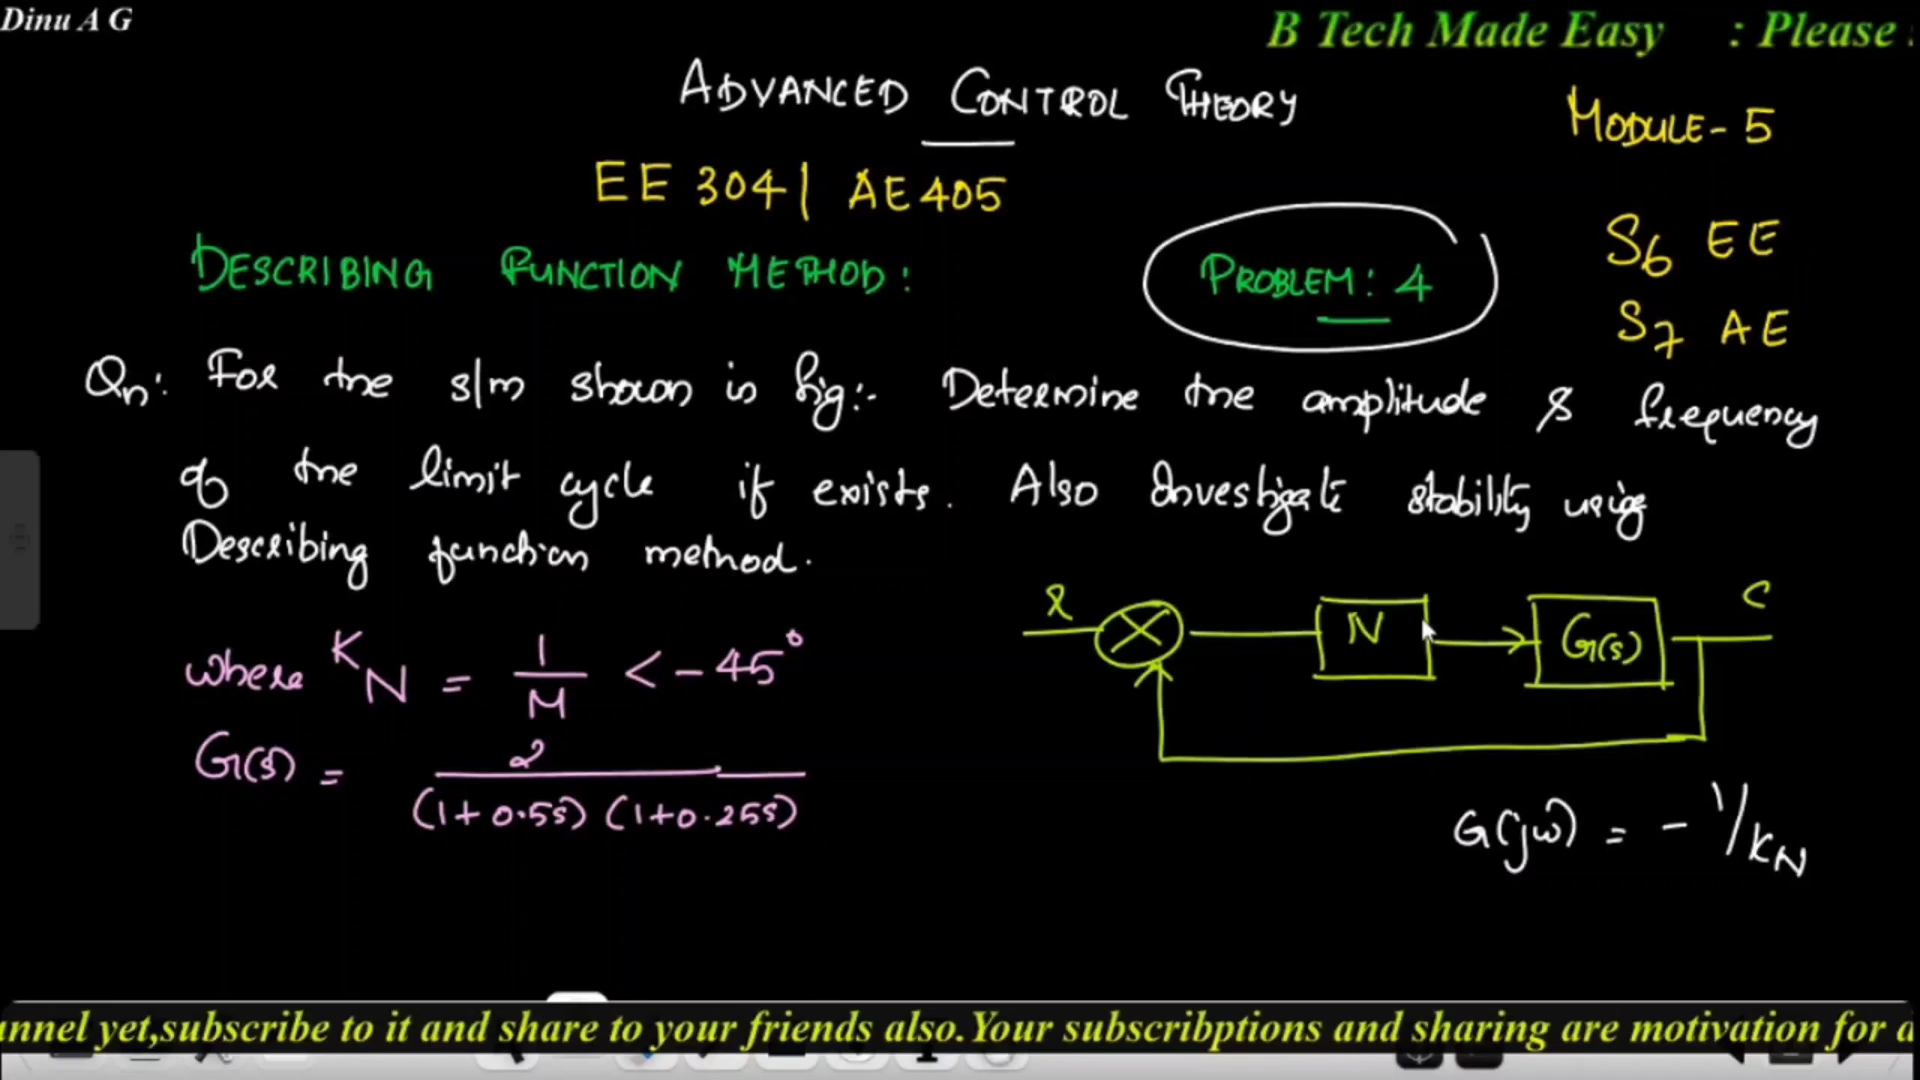 Dinu A G
B Tech Made Easy : Please
ADVANCED CONTROL THEORY
MODULE-5
EE 304 | AE 405
S6 EE
DESCRIBING FUNCTION METHOD:
PROBLEM: 4
S7 AE
Qn: For the s/m shown in fig:- Determine the amplitude & frequency
of the limit cycle if exists. Also Investigate stability using
Describing function method.
R
N
G(s)
C
where KN = 1/M < -45°
G(s) = 2 / (1+0.5s) (1+0.25s)
G(jω) = - 1/KN
annel yet,subscribe to it and share to your friends also.Your subscribptions and sharing are motivation for